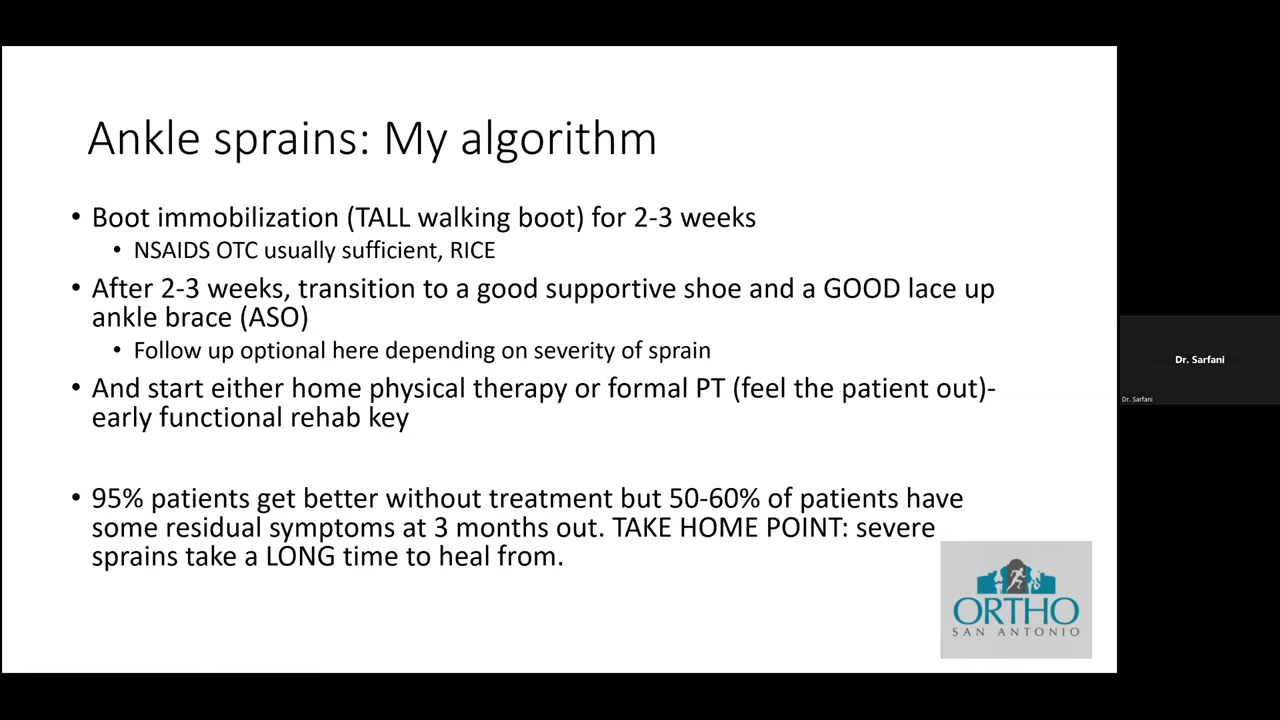 Ankle sprains: My algorithm
• Boot immobilization (TALL walking boot) for 2-3 weeks
• NSAIDS OTC usually sufficient, RICE
• After 2-3 weeks, transition to a good supportive shoe and a GOOD lace up
ankle brace (ASO)
• Follow up optional here depending on severity of sprain
• And start either home physical therapy or formal PT (feel the patient out)-
early functional rehab key
• 95% patients get better without treatment but 50-60% of patients have
some residual symptoms at 3 months out. TAKE HOME POINT: severe
sprains take a LONG time to heal from.
ORTHO
SAN ANTONIO
Dr. Sarfani
Dr. Sarfani